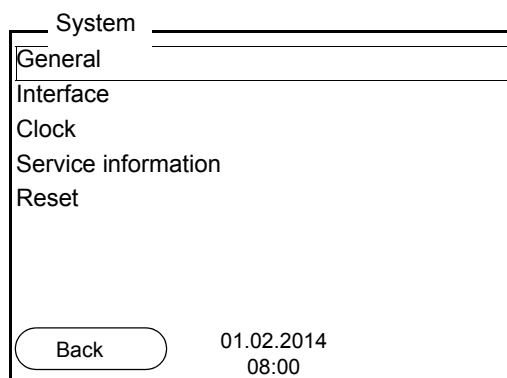 System
General
Interface
Clock
Service information
Reset
Back
01.02.2014
08:00